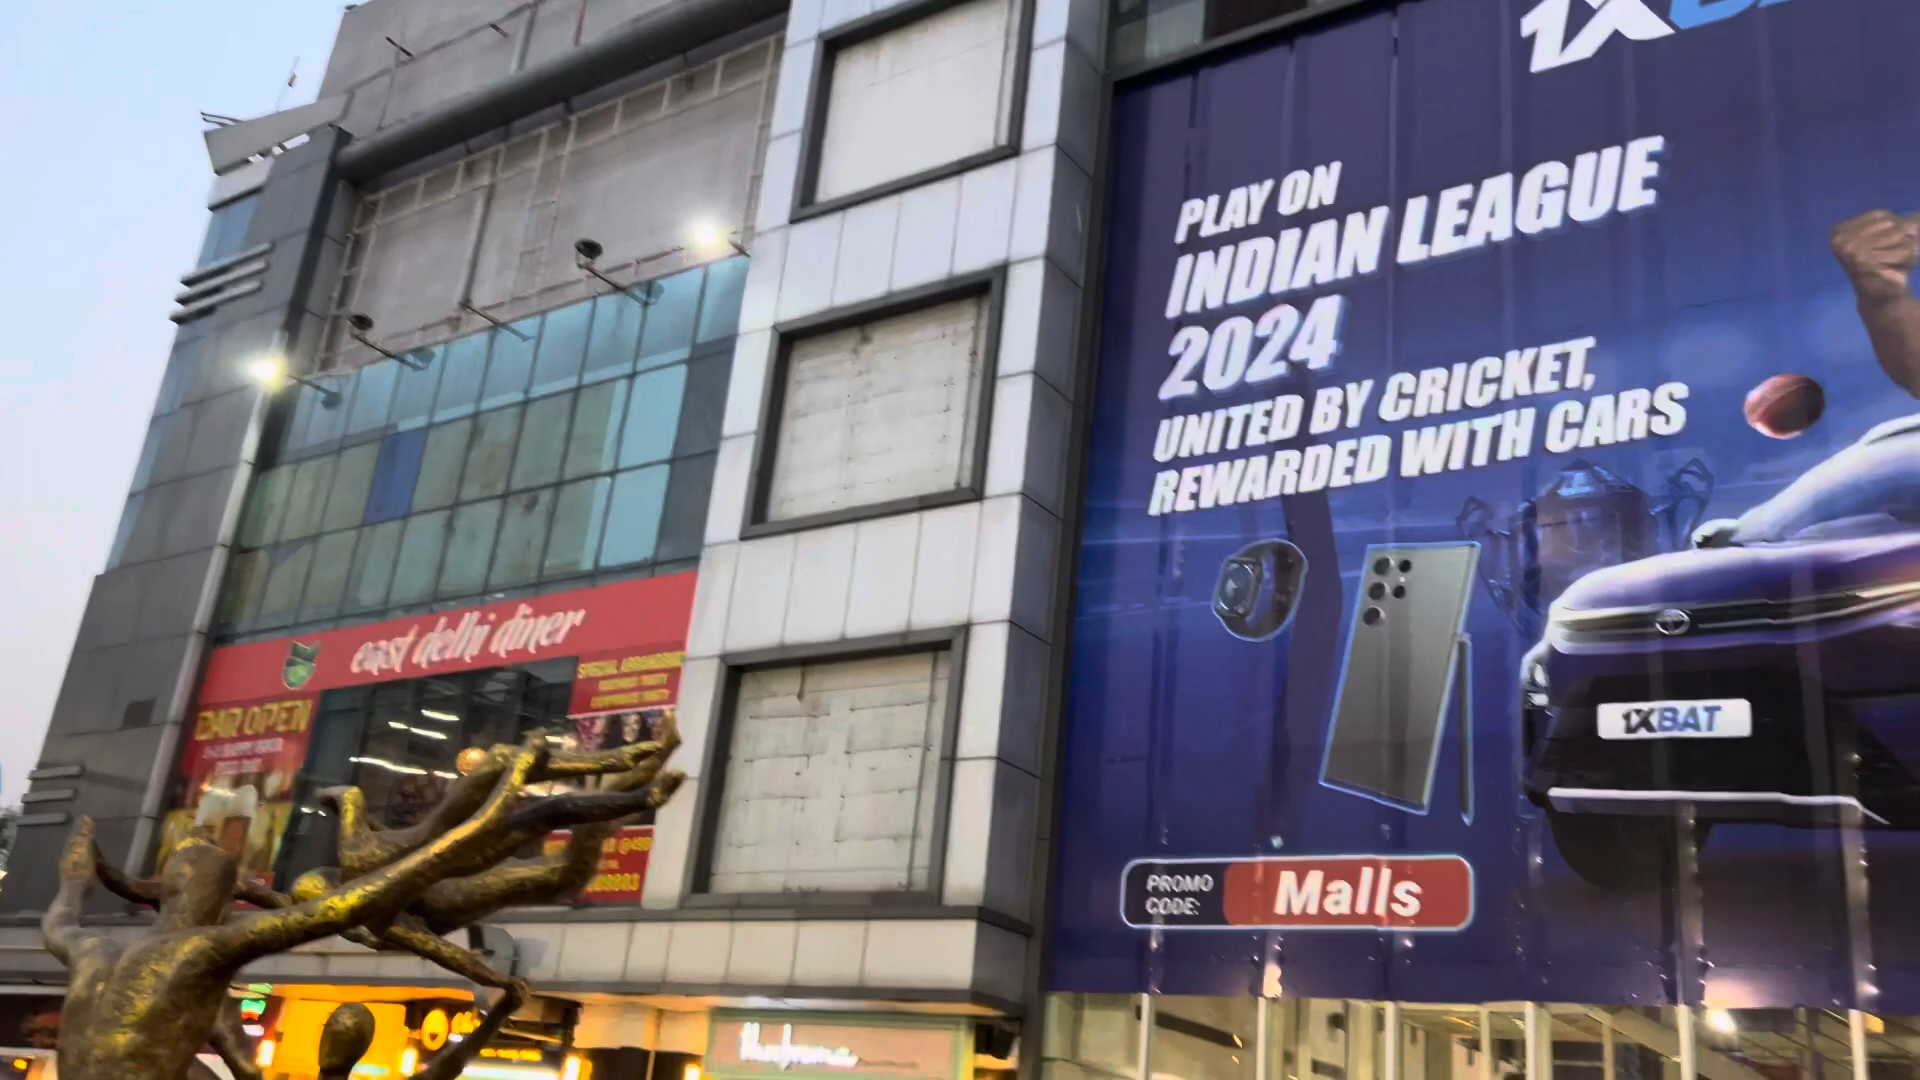 PLAY ON
INDIAN LEAGUE
2024
UNITED BY CRICKET,
REWARDED WITH CARS
1XBAT
PROMO
CODE:
Malls
east delhi diner
BAR OPEN
SPECIAL